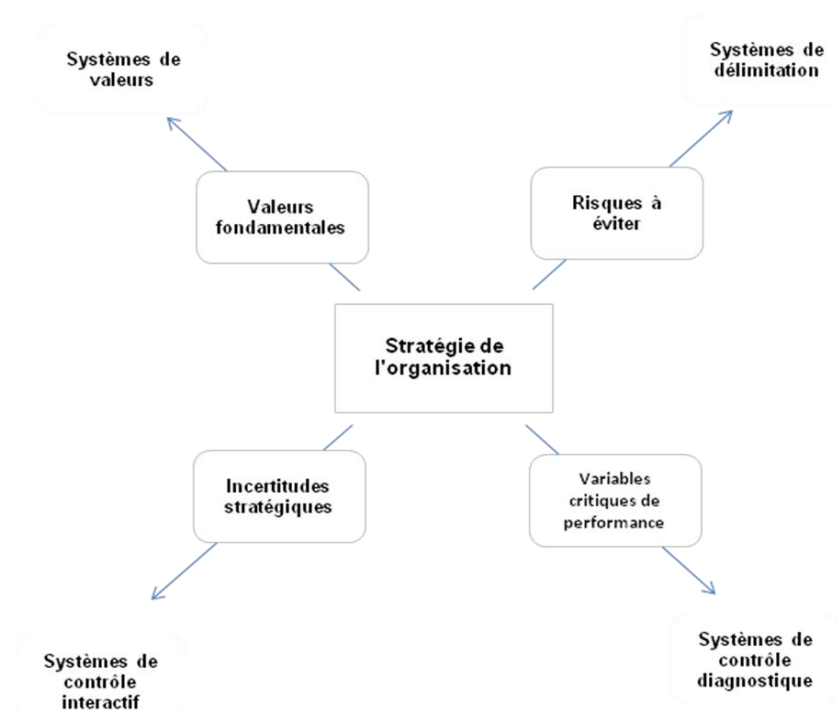 Systèmes de
valeurs
Systèmes de
délimitation
Valeurs
fondamentales
Risques à
éviter
Stratégie de
l'organisation
Incertitudes
stratégiques
Variables
critiques de
performance
Systèmes de
contrôle
interactif
Systèmes de
contrôle
diagnostique